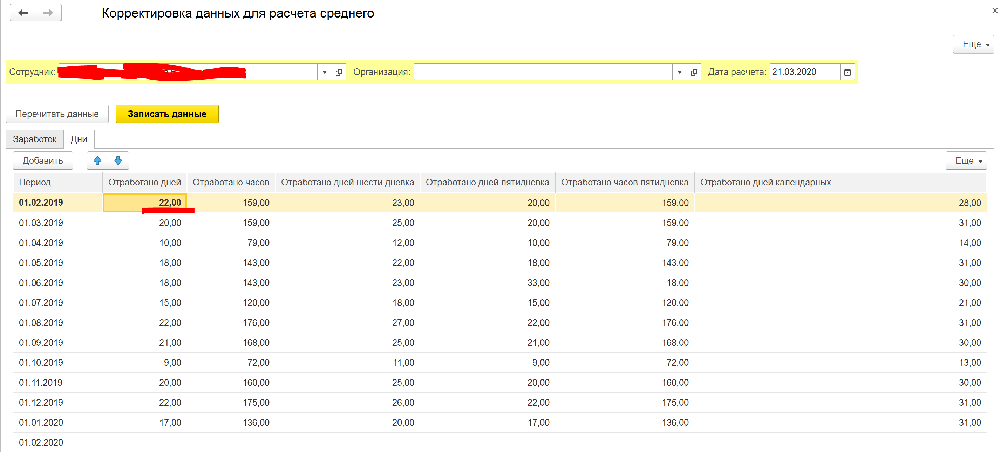 Корректировка данных для расчета среднего
Еще
Сотрудник: Организация: Дата расчета: 21.03.2020
Перечитать данные Записать данные
Заработок Дни
Добавить Еще
Период Отработано дней Отработано часов Отработано дней шести дневка Отработано дней пятидневка Отработано часов пятидневка Отработано дней календарных
01.02.2019 22,00 159,00 23,00 20,00 159,00 28,00
01.03.2019 20,00 159,00 25,00 20,00 159,00 31,00
01.04.2019 10,00 79,00 12,00 10,00 79,00 14,00
01.05.2019 18,00 143,00 22,00 18,00 143,00 31,00
01.06.2019 18,00 143,00 23,00 33,00 18,00 30,00
01.07.2019 15,00 120,00 18,00 15,00 120,00 21,00
01.08.2019 22,00 176,00 27,00 22,00 176,00 31,00
01.09.2019 21,00 168,00 25,00 21,00 168,00 30,00
01.10.2019 9,00 72,00 11,00 9,00 72,00 13,00
01.11.2019 20,00 160,00 25,00 20,00 160,00 30,00
01.12.2019 22,00 175,00 26,00 22,00 175,00 31,00
01.01.2020 17,00 136,00 20,00 17,00 136,00 31,00
01.02.2020